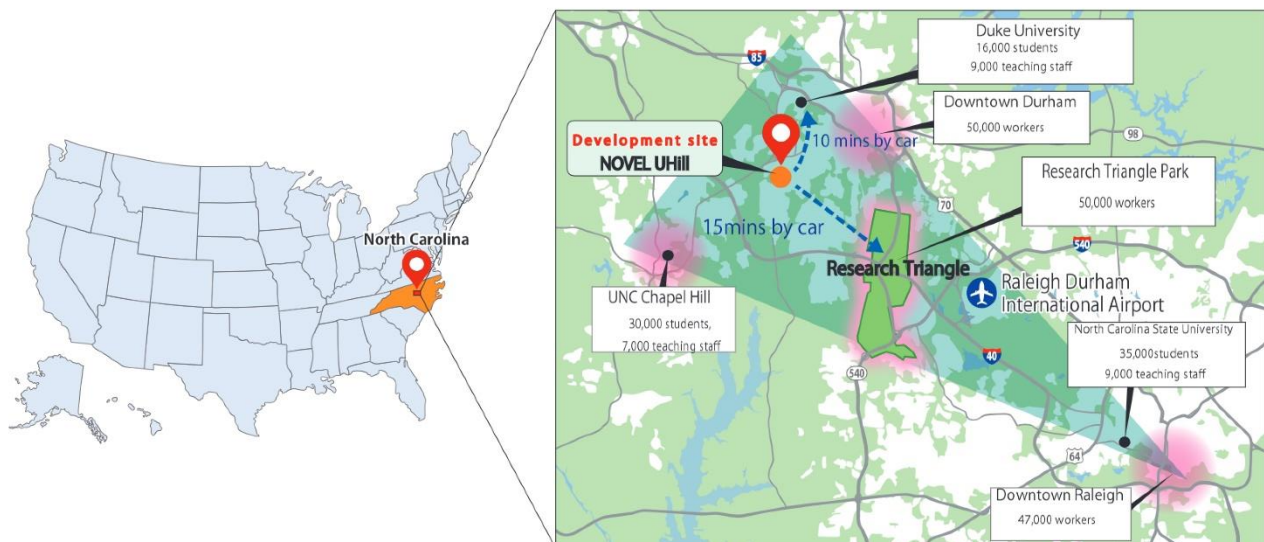 North Carolina
Duke University
16,000 students
9,000 teaching staff
85
Downtown Durham
50,000 workers
98
Development site
NOVEL UHill
10 mins by car
Research Triangle Park
50,000 workers
70
15mins by car
540
Research Triangle
Raleigh Durham
International Airport
UNC Chapel Hill
30,000 students,
7,000 teaching staff
North Carolina State University
35,000students
9,000 teaching staff
40
540
64
Downtown Raleigh
47,000 workers